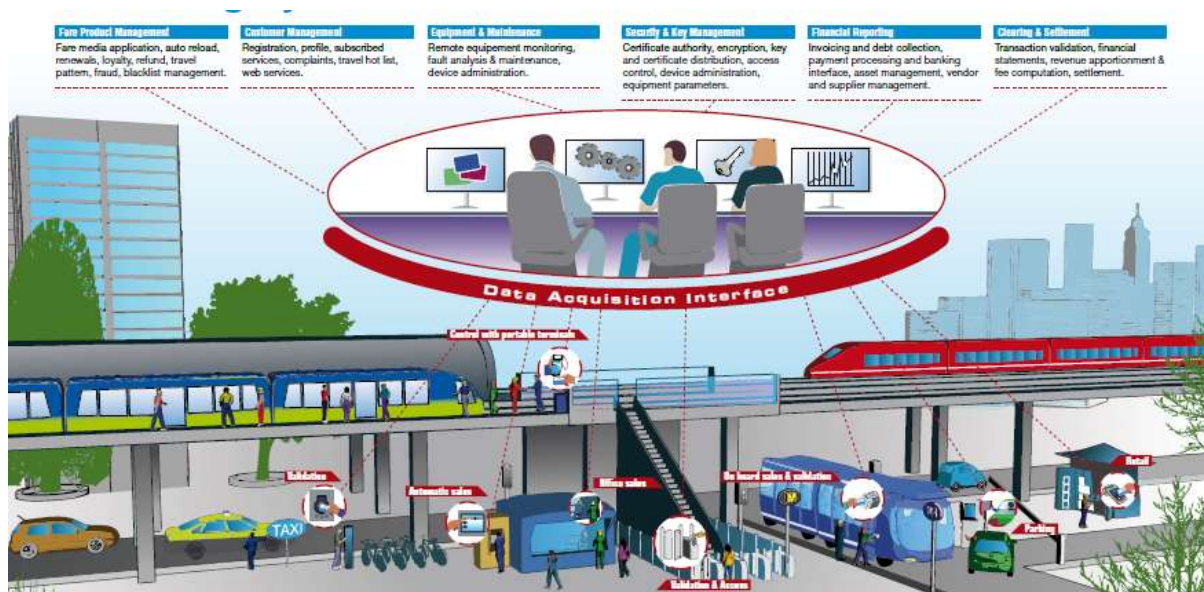 Fare Product Management
Fare media application, auto reload,
renewals, loyalty, refund, travel
pattern, fraud, blacklist management.
Customer Management
Registration, profile, subscribed
services, complaints, travel hot list,
web services.
Equipment & Maintenance
Remote equipement monitoring,
fault analysis & maintenance,
device administration.
Security & Key Management
Certificate authority, encryption, key
and certificate distribution, access
control, device administration,
equipment parameters.
Financial Reporting
Invoicing and debt collection,
payment processing and banking
interface, asset management, vendor
and supplier management.
Clearing & Settlement
Transaction validation, financial
statements, revenue apportionment &
fee computation, settlement.
Data Acquisition Interface
Control with portable terminals
Validation
Automatic sales
Office sales
On board sales & validation
Retail
Parking
TAXI
M
Validation & Access